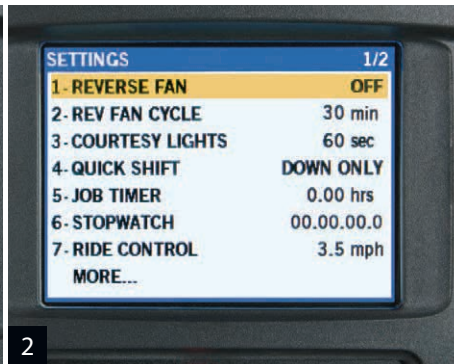 SETTINGS 1/2
1-REVERSE FAN OFF
2-REV FAN CYCLE 30 min
3-COURTESY LIGHTS 60 sec
4-QUICK SHIFT DOWN ONLY
5-JOB TIMER 0.00 hrs
6-STOPWATCH 00.00.00.0
7-RIDE CONTROL 3.5 mph
MORE...
2